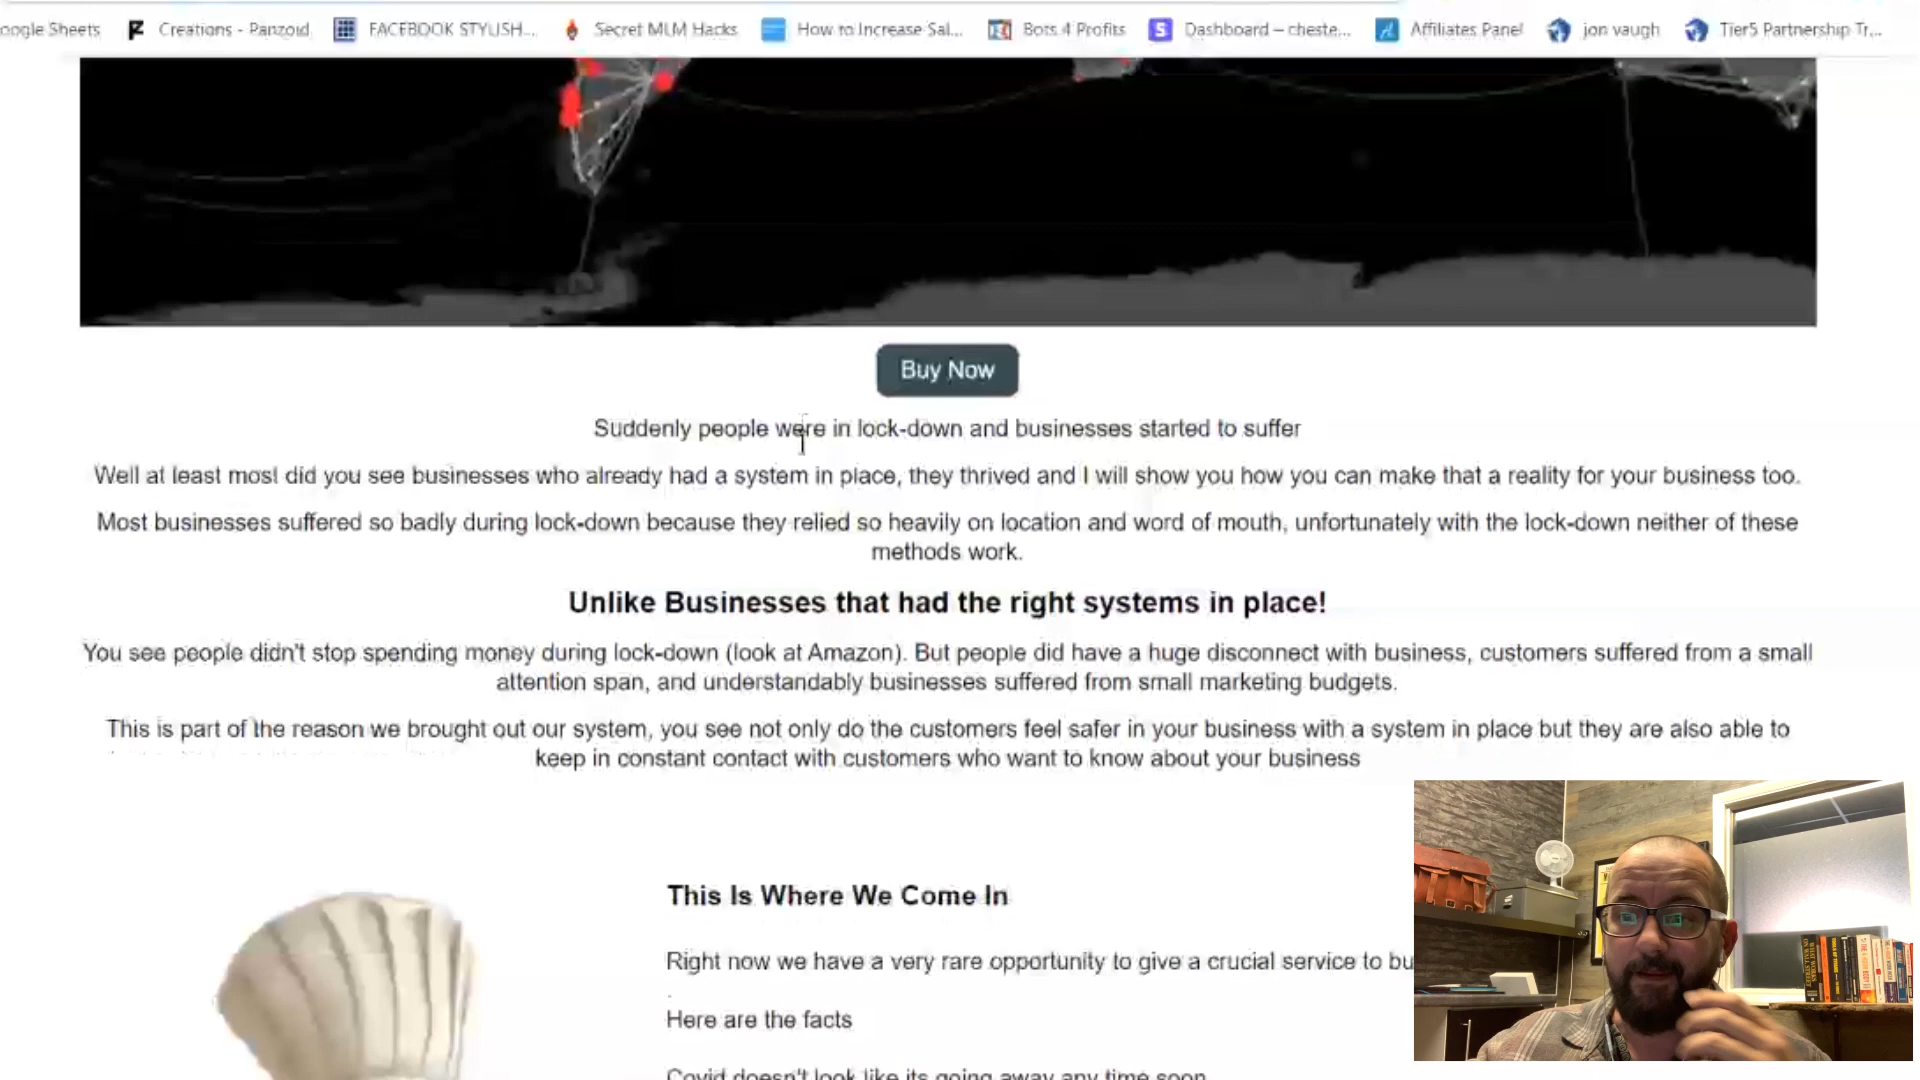 oogle Sheets Creations - Panzoid FACEBOOK STYLISH... Secret MLM Hacks How to Increase Sal... Bots 4 Profits Dashboard – cheste... Affiliates Panel jon vaugh Tier5 Partnership Tr...
Buy Now
Suddenly people were in lock-down and businesses started to suffer
Well at least most did you see businesses who already had a system in place, they thrived and I will show you how you can make that a reality for your business too.
Most businesses suffered so badly during lock-down because they relied so heavily on location and word of mouth, unfortunately with the lock-down neither of these
methods work.
Unlike Businesses that had the right systems in place!
You see people didn't stop spending money during lock-down (look at Amazon). But people did have a huge disconnect with business, customers suffered from a small
attention span, and understandably businesses suffered from small marketing budgets.
This is part of the reason we brought out our system, you see not only do the customers feel safer in your business with a system in place but they are also able to
keep in constant contact with customers who want to know about your business
This Is Where We Come In
Right now we have a very rare opportunity to give a crucial service to bu
Here are the facts
Covid doesn't look like its going away any time soon